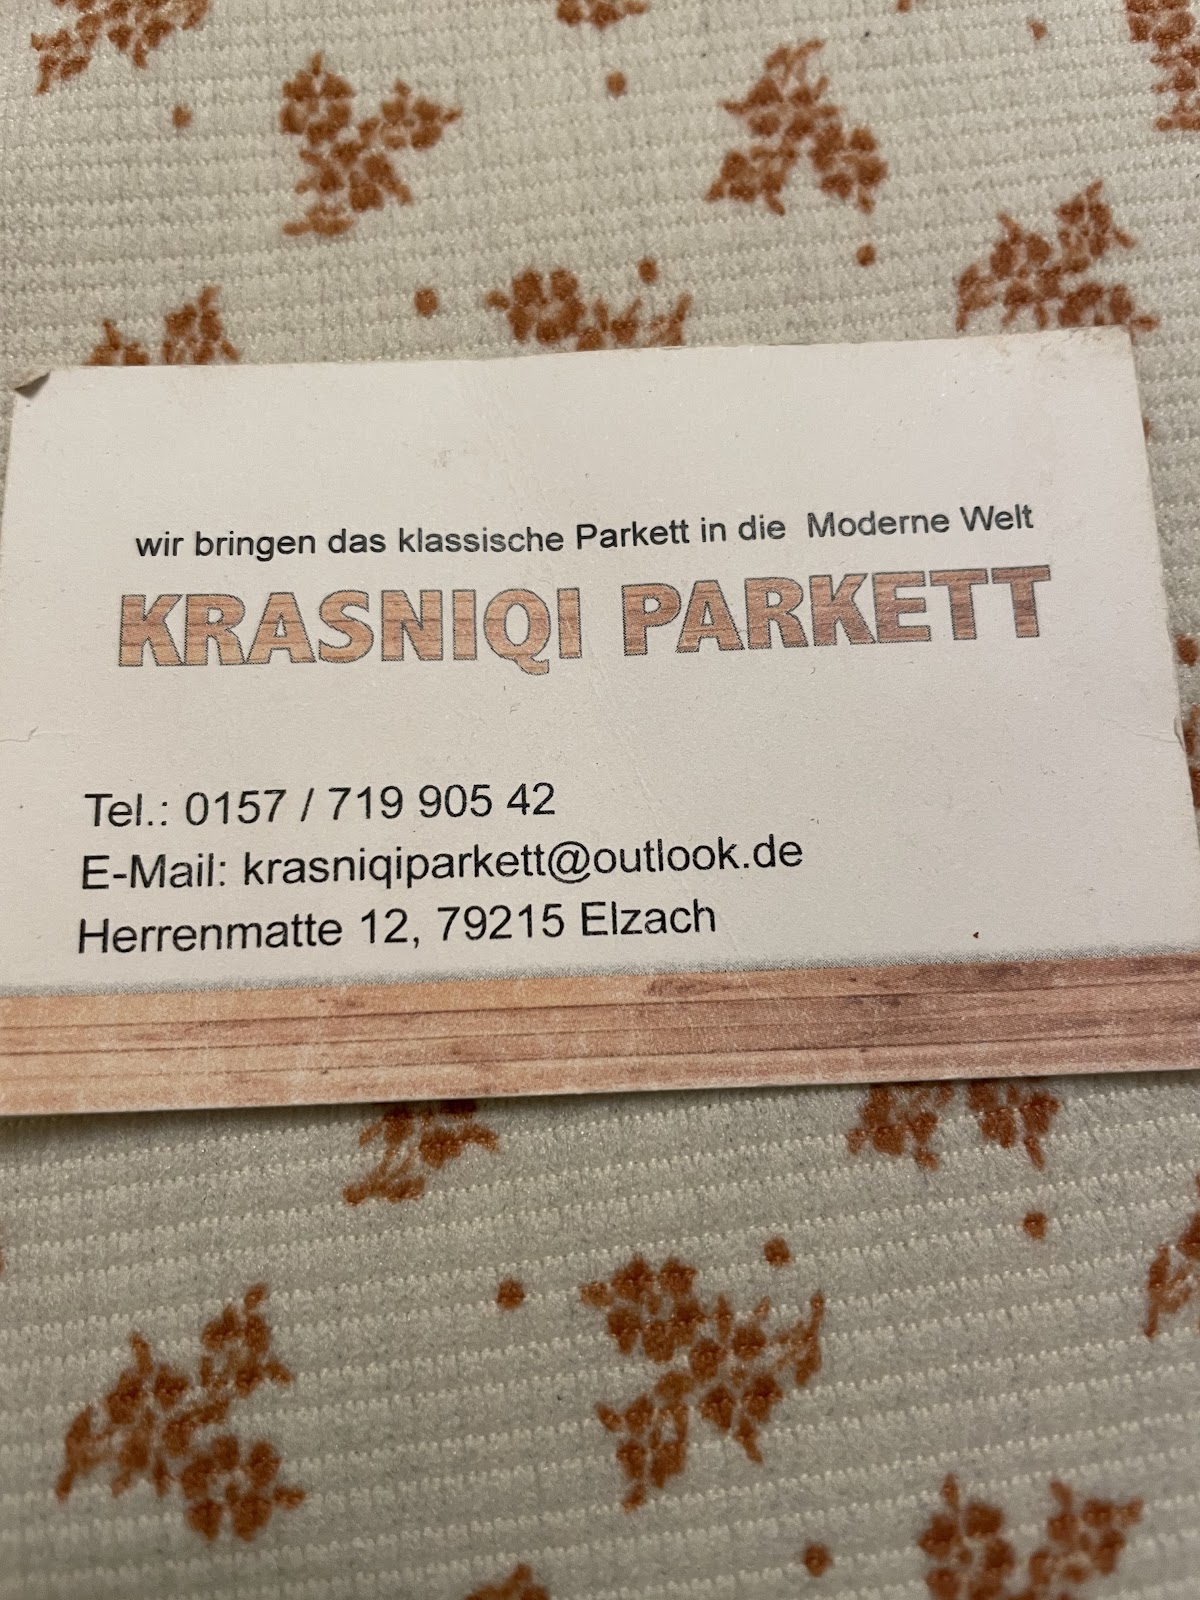 wir bringen das klassische Parkett in die Moderne Welt
KRASNIQI PARKETT
Tel.: 0157 / 719 905 42
E-Mail: krasniqiparkett@outlook.de
Herrenmatte 12, 79215 Elzach